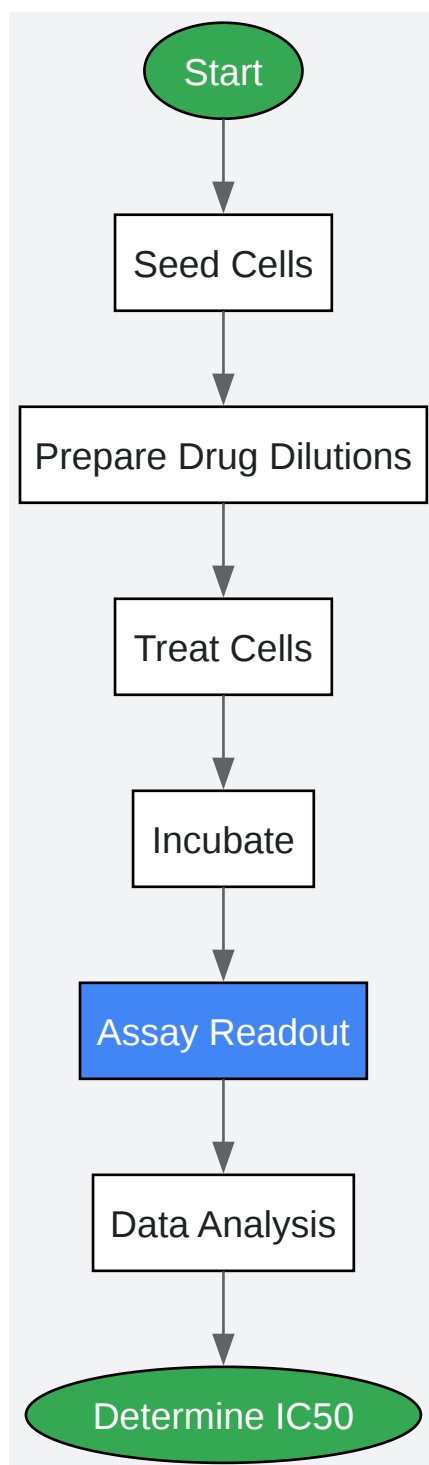 Start
Seed Cells
Prepare Drug Dilutions
Treat Cells
Incubate
Assay Readout
Data Analysis
Determine IC50